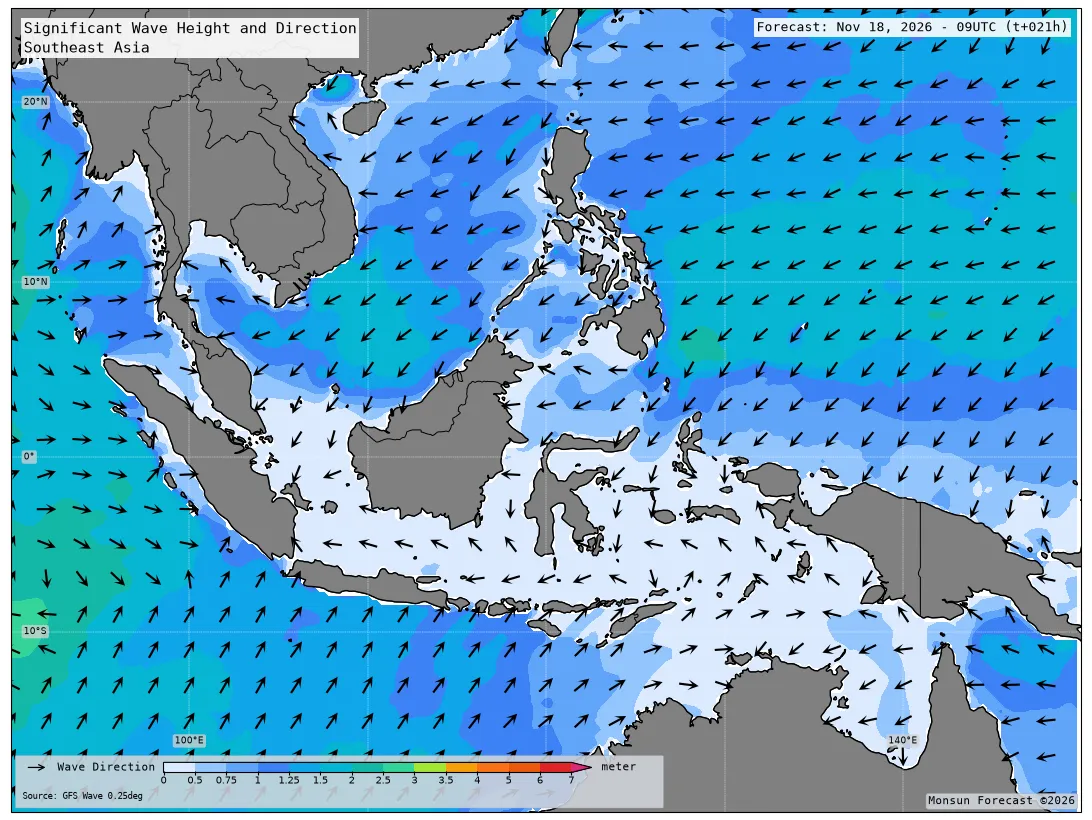 Significant Wave Height and Direction
Southeast Asia
Forecast: Nov 18, 2026 - 09UTC (t+021h)
20°N
10°N
0°
10°S
100°E
140°E
Wave Direction
meter
0 0.5 0.75 1 1.25 1.5 2 2.5 3 3.5 4 5 6 7
Source: GFS Wave 0.25deg
Monsun Forecast ©2026